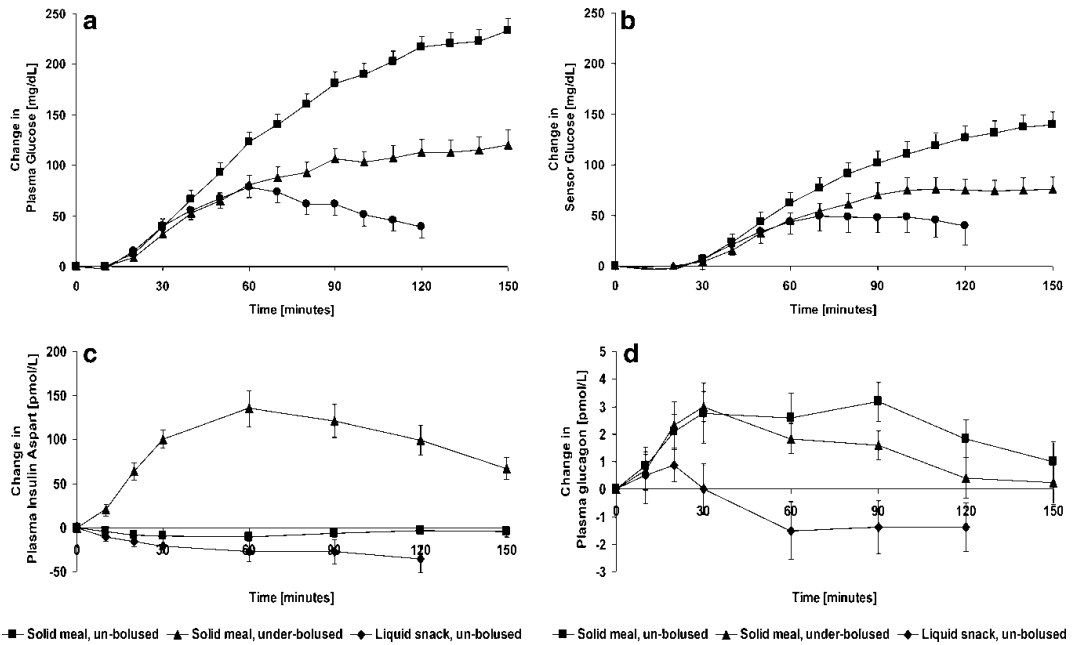 a
Change in
Plasma Glucose [mg/dL]
250
200
150
100
50
0
0 30 60 90 120 150
Time [minutes]
b
Change in
Sensor Glucose [mg/dL]
250
200
150
100
50
0
0 30 60 90 120 150
Time [minutes]
c
Change in
Plasma Insulin Aspart [pmol/L]
200
150
100
50
0
-50
0 30 60 90 120 150
Time [minutes]
d
Change in
Plasma glucagon [pmol/L]
5
4
3
2
1
0
-1
-2
-3
0 30 60 90 120 150
Time [minutes]
Solid meal, un-bolused Solid meal, under-bolused Liquid snack, un-bolused
Solid meal, un-bolused Solid meal, under-bolused Liquid snack, un-bolused